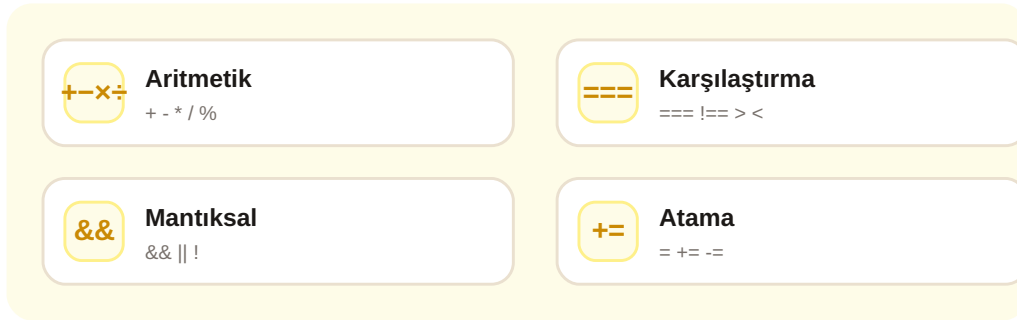 +−×÷
Aritmetik
+ - * / %
===
Karşılaştırma
=== !== > <
&&
Mantıksal
&& || !
+=
Atama
= += -=